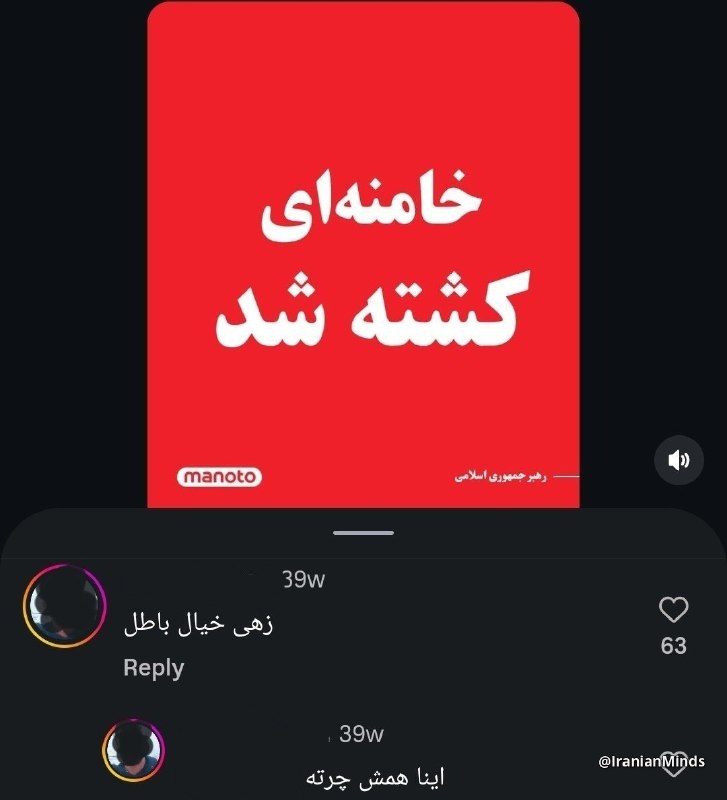 خامنه‌ای
کشته شد
رهبر جمهوری اسلامی
manoto
39w
زهی خیال باطل
63
Reply
39w
اینا همش چرته
@IranianMinds